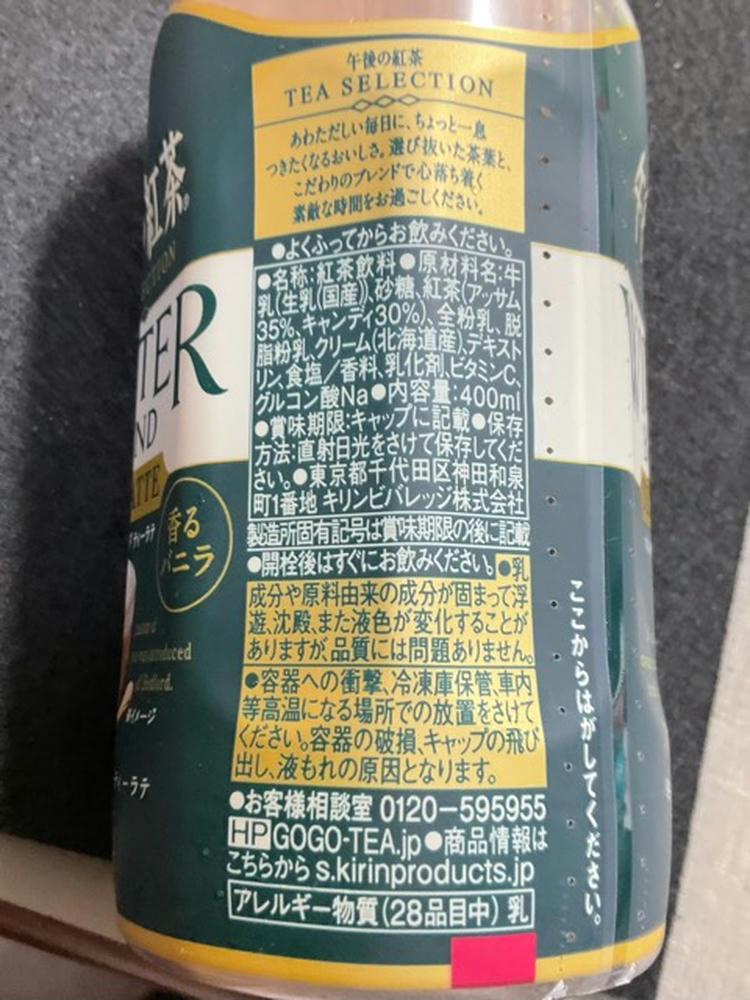 午後の紅茶
TEA SELECTION
あわただしい毎日に、ちょっと一息
つきたくなるおいしさ。選び抜いた茶葉と、
こだわりのブレンドで心落ち着く
素敵な時間をお過ごしください。
●よくふってからお飲みください。
●名称:紅茶飲料●原材料名:牛
乳(生乳(国産))、砂糖、紅茶(アッサム
35%、キャンディ30%)、全粉乳、脱
脂粉乳、クリーム(北海道産)、デキスト
リン、食塩/香料、乳化剤、ビタミンC、
グルコン酸Na●内容量:400ml
●賞味期限:キャップに記載●保存
方法:直射日光をさけて保存してくだ
さい。●東京都千代田区神田和泉
町1番地 キリンビバレッジ株式会社
製造所固有記号は賞味期限の後に記載
●開栓後はすぐにお飲みください。●乳
成分や原料由来の成分が固まって浮
遊、沈殿、また液色が変化することが
ありますが、品質には問題ありません。
●容器への衝撃、冷凍庫保管、車内
等高温になる場所での放置をさけて
ください。容器の破損、キャップの飛び
出し、液もれの原因となります。
●お客様相談室 0120-595955
HP GOGO-TEA.jp●商品情報は
こちらから s.kirinproducts.jp
アレルギー物質(28品目中) 乳
ここからはがしてください。
紅茶
TER
ND
TTE
ティーラテ
香る
バニラ
イメージ
ィーラテ